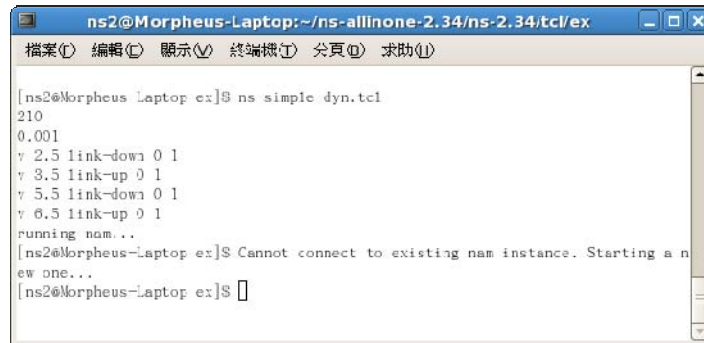 ns2@Morpheus-Laptop:~/ns-allinone-2.34/ns-2.34/tcl/ex
檔案(F) 編輯(E) 顯示(V) 終端機(T) 分頁(B) 求助(H)
[ns2@Morpheus-Laptop ex]$ ns simple-dyn.tcl
210
0.001
v 2.5 link-down 0 1
v 3.5 link-up 0 1
v 5.5 link-down 0 1
v 6.5 link-up 0 1
running nam...
[ns2@Morpheus-Laptop ex]$ Cannot connect to existing nam instance. Starting a n
ew one...
[ns2@Morpheus-Laptop ex]$